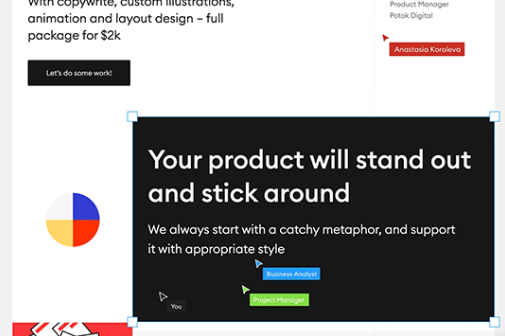 With copywrite, custom illustrations,
animation and layout design – full
package for $2k
Let's do some work!
Product Manager
Potok Digital
Anastasia Koroleva
Your product will stand out
and stick around
We always start with a catchy metaphor, and support
it with appropriate style
Business Analyst
Project Manager
You